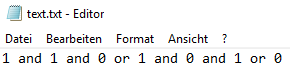 text.txt - Editor
Datei Bearbeiten Format Ansicht ?
1 and 1 and 0 or 1 and 0 and 1 or 0